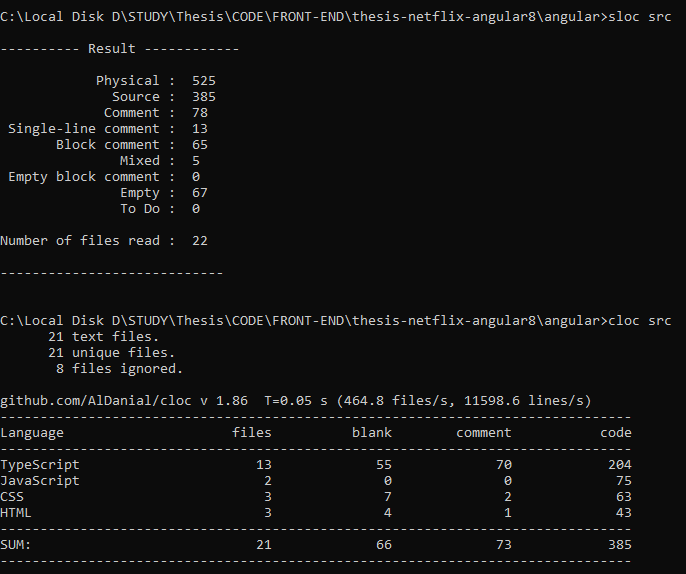 C:\Local Disk D\STUDY\Thesis\CODE\FRONT-END\thesis-netflix-angular8\angular>sloc src
---------- Result ------------
Physical : 525
Source : 385
Comment : 78
Single-line comment : 13
Block comment : 65
Mixed : 5
Empty block comment : 0
Empty : 67
To Do : 0
Number of files read : 22
----------------------------
C:\Local Disk D\STUDY\Thesis\CODE\FRONT-END\thesis-netflix-angular8\angular>cloc src
21 text files.
21 unique files.
8 files ignored.
github.com/AlDanial/cloc v 1.86 T=0.05 s (464.8 files/s, 11598.6 lines/s)
-------------------------------------------------------------------------------
Language files blank comment code
-------------------------------------------------------------------------------
TypeScript 13 55 70 204
JavaScript 2 0 0 75
CSS 3 7 2 63
HTML 3 4 1 43
-------------------------------------------------------------------------------
SUM: 21 66 73 385
-------------------------------------------------------------------------------